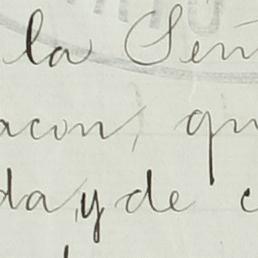 la Señ
acon, qu
da, y de c